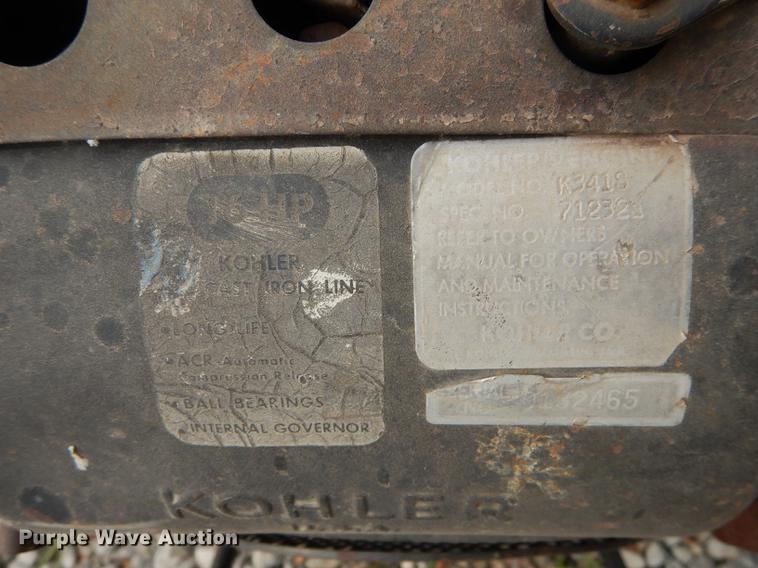 16 HP
KOHLER
CAST IRON LINE
• LONG LIFE
• ACR - Automatic
Compression Release
• BALL BEARINGS
• INTERNAL GOVERNOR
KOHLER ENGINE
MODEL NO. K341S
SPEC. NO. 71232
REFER TO OWNERS
MANUAL FOR OPERATION
AND MAINTENANCE
INSTRUCTIONS
KOHLER CO.
SERIAL
NO. 2465
KOHLER
Purple Wave Auction